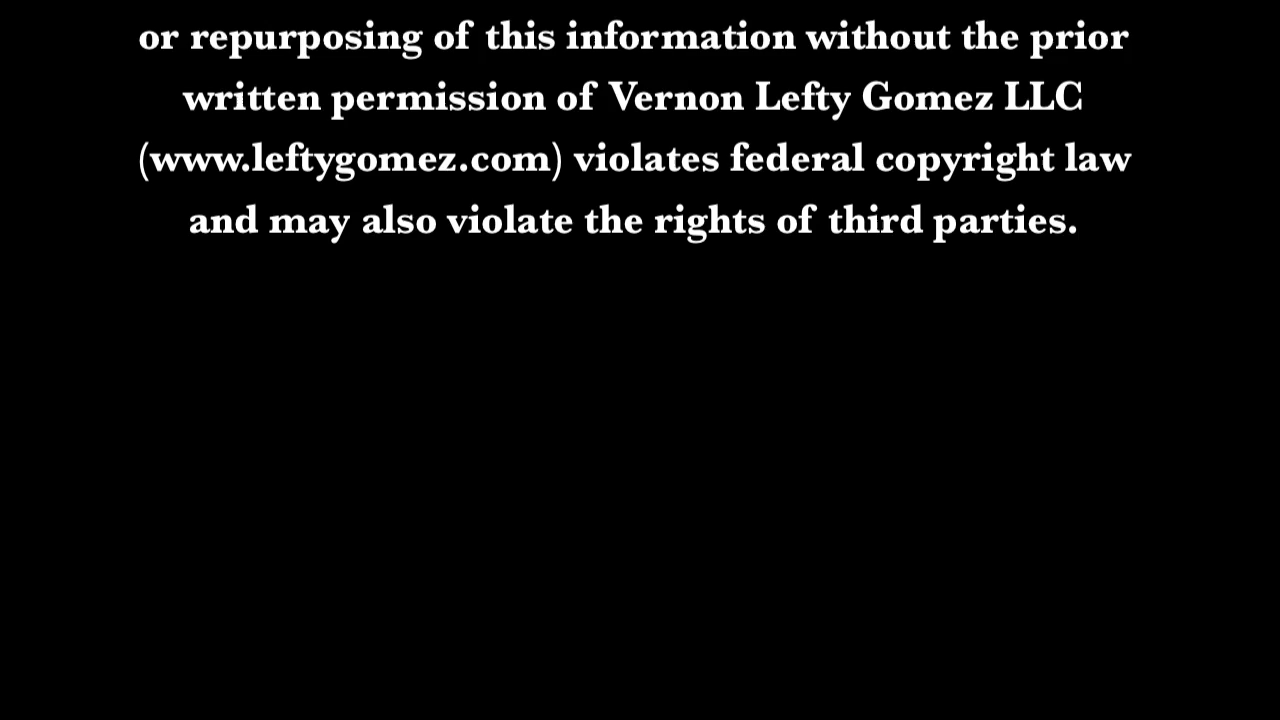 or repurposing of this information without the prior
written permission of Vernon Lefty Gomez LLC
(www.leftygomez.com) violates federal copyright law
and may also violate the rights of third parties.